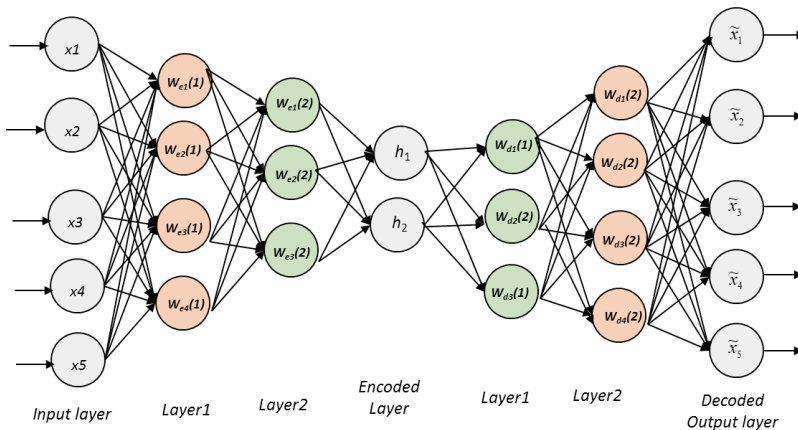 x1
x2
x3
x4
x5
We1(1)
We2(1)
We3(1)
We4(1)
We1(2)
We2(2)
We3(2)
h1
h2
Wd1(1)
Wd2(2)
Wd3(1)
Wd1(2)
Wd2(2)
Wd3(2)
Wd4(2)
x̃1
x̃2
x̃3
x̃4
x̃5
Input layer
Layer1
Layer2
Encoded
Layer
Layer1
Layer2
Decoded
Output layer